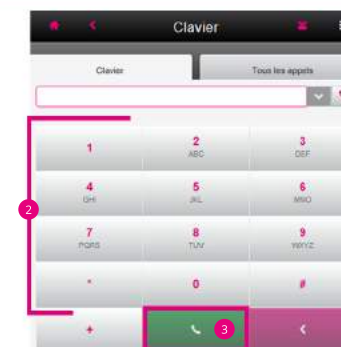 Clavier
Clavier
Tous les appels
1
2
ABC
3
DEF
4
GHI
5
JKL
6
MNO
2
7
PQRS
8
TUV
9
WXYZ
*
0
#
+
3